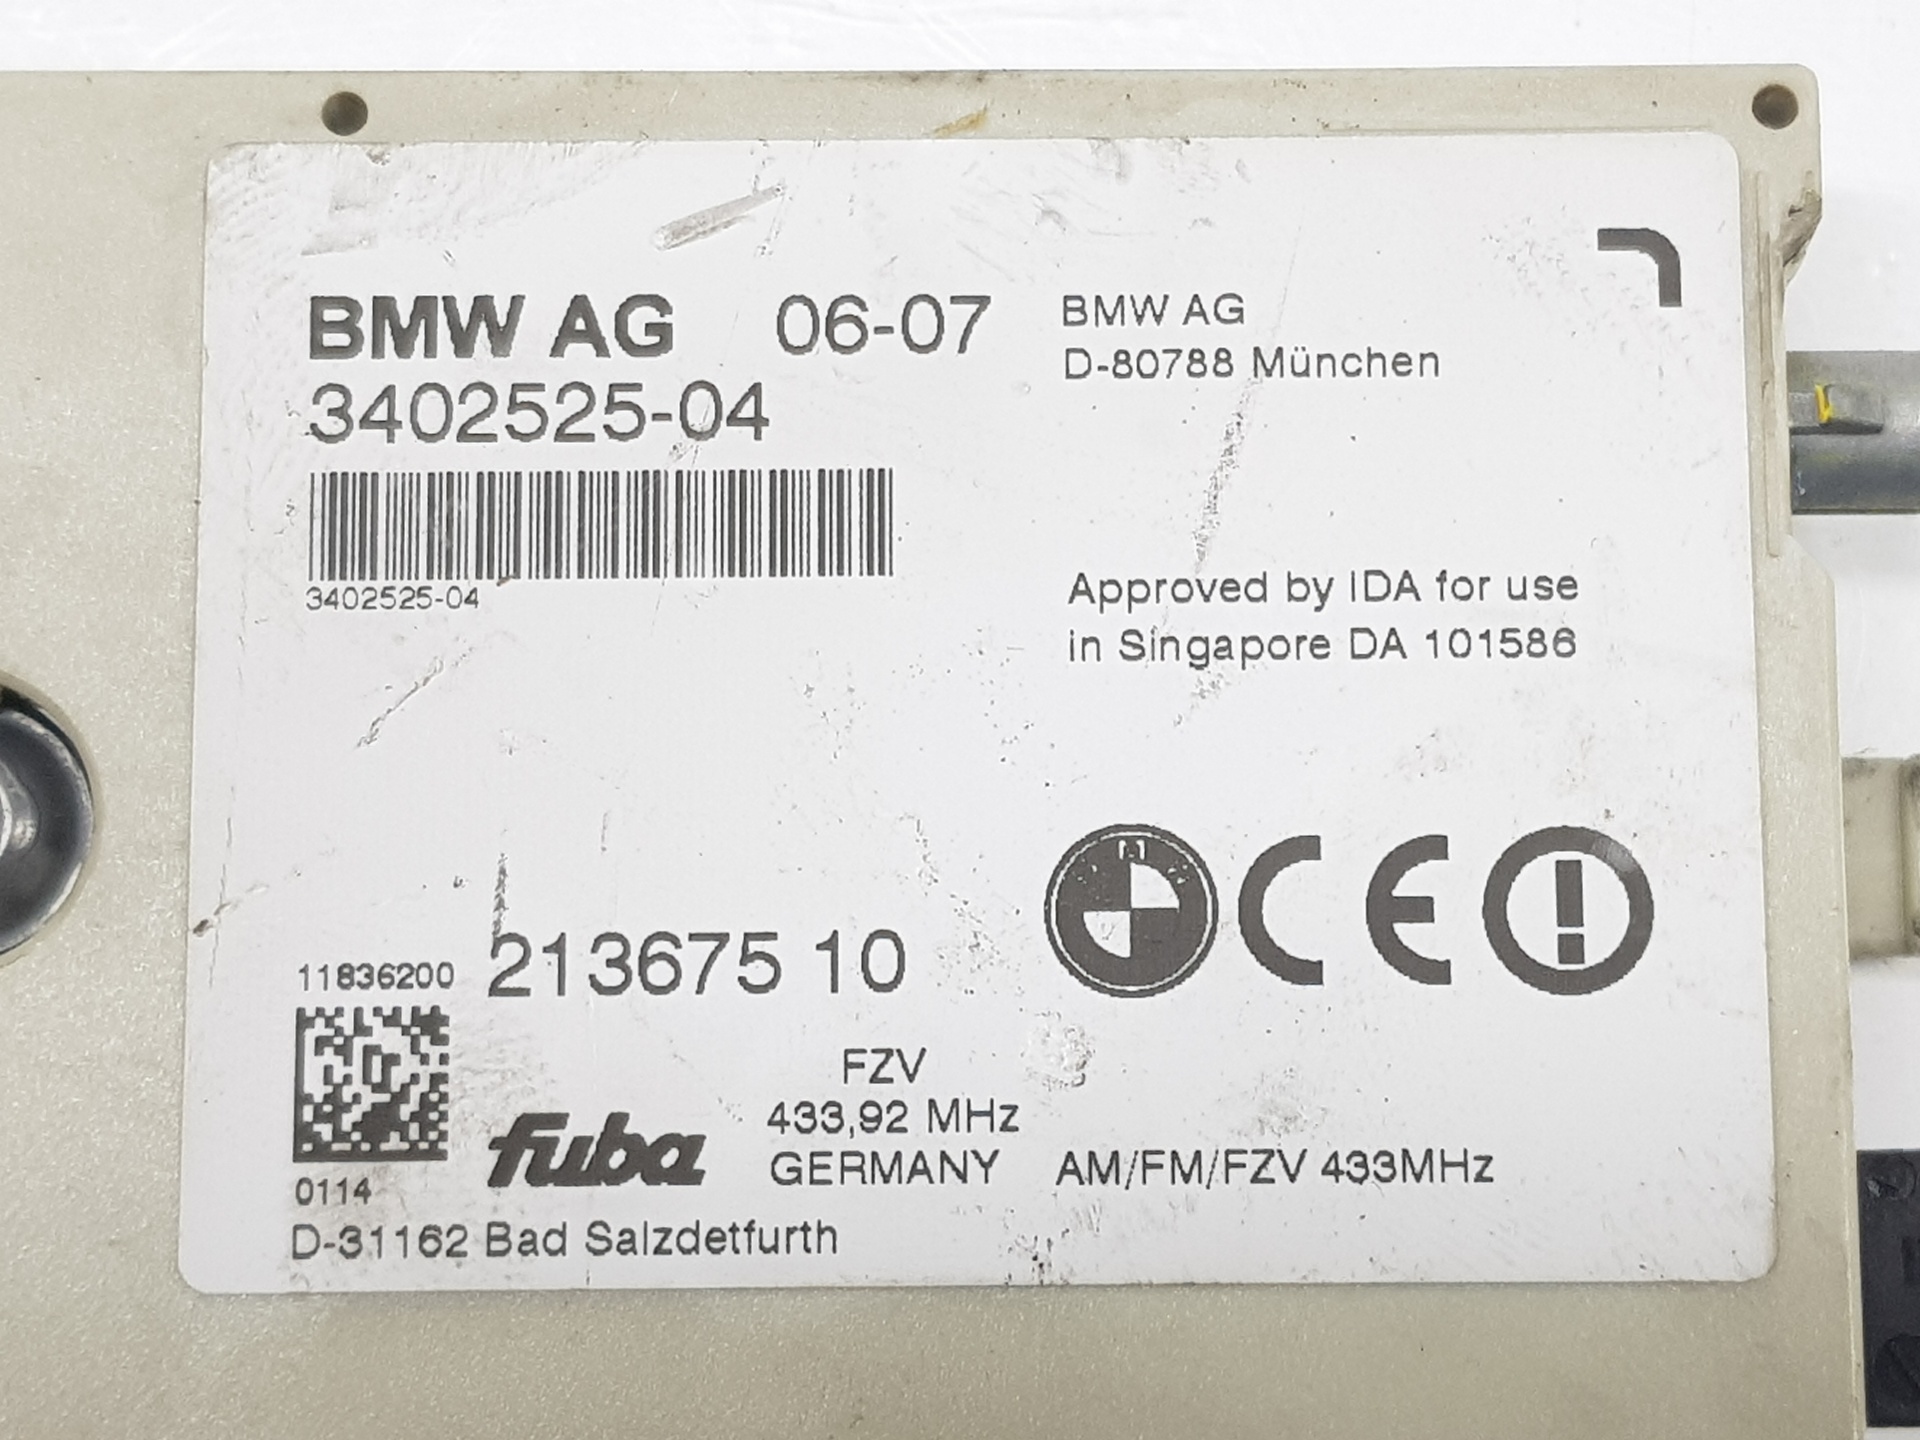 BMW AG 06-07
3402525-04
3402525-04
BMW AG
D-80788 München
Approved by IDA for use
in Singapore DA 101586
CE
11836200
213675 10
0114
fuba
FZV
433,92 MHz
GERMANY
AM/FM/FZV 433MHz
D-31162 Bad Salzdetfurth